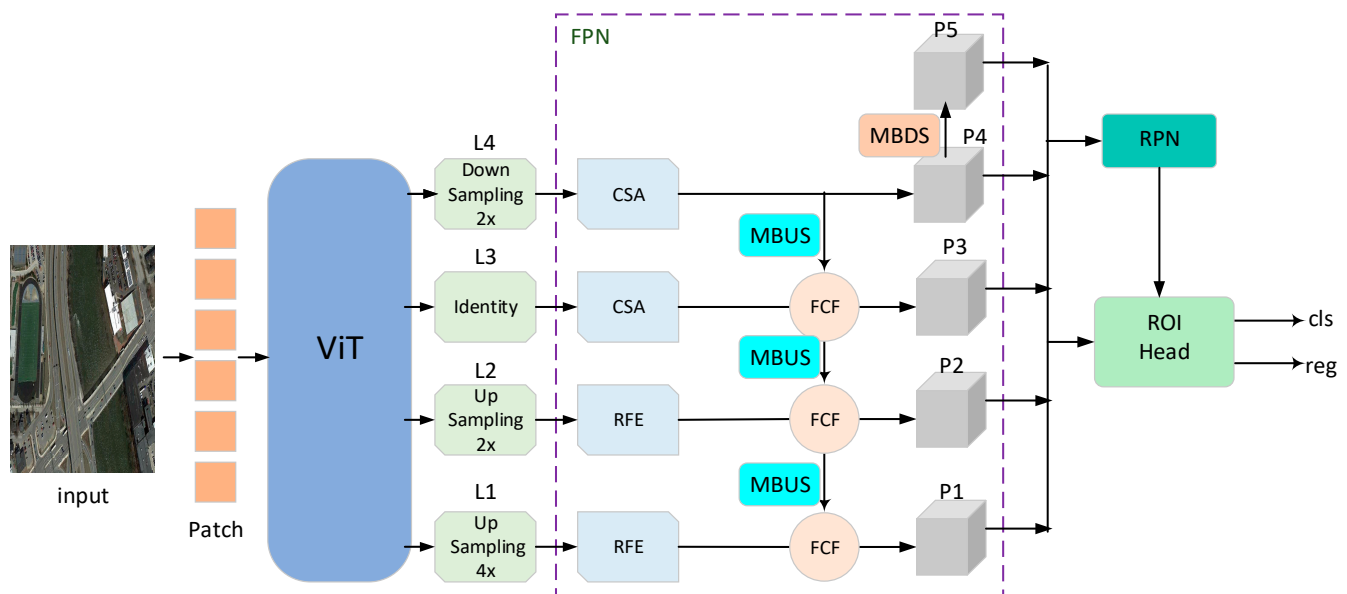 FPN
P5
MBDS
P4
RPN
L4
Down
Sampling
2x
CSA
MBUS
L3
Identity
CSA
FCF
P3
ROI
Head
cls
reg
ViT
MBUS
L2
Up
Sampling
2x
RFE
FCF
P2
MBUS
L1
Up
Sampling
4x
RFE
FCF
P1
input
Patch